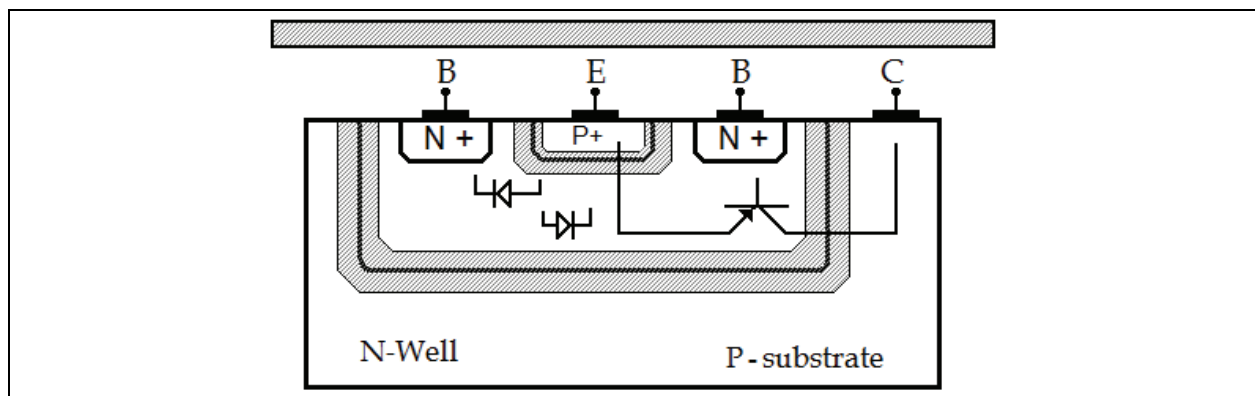 B E B C
N + P+ N +
N-Well P - substrate